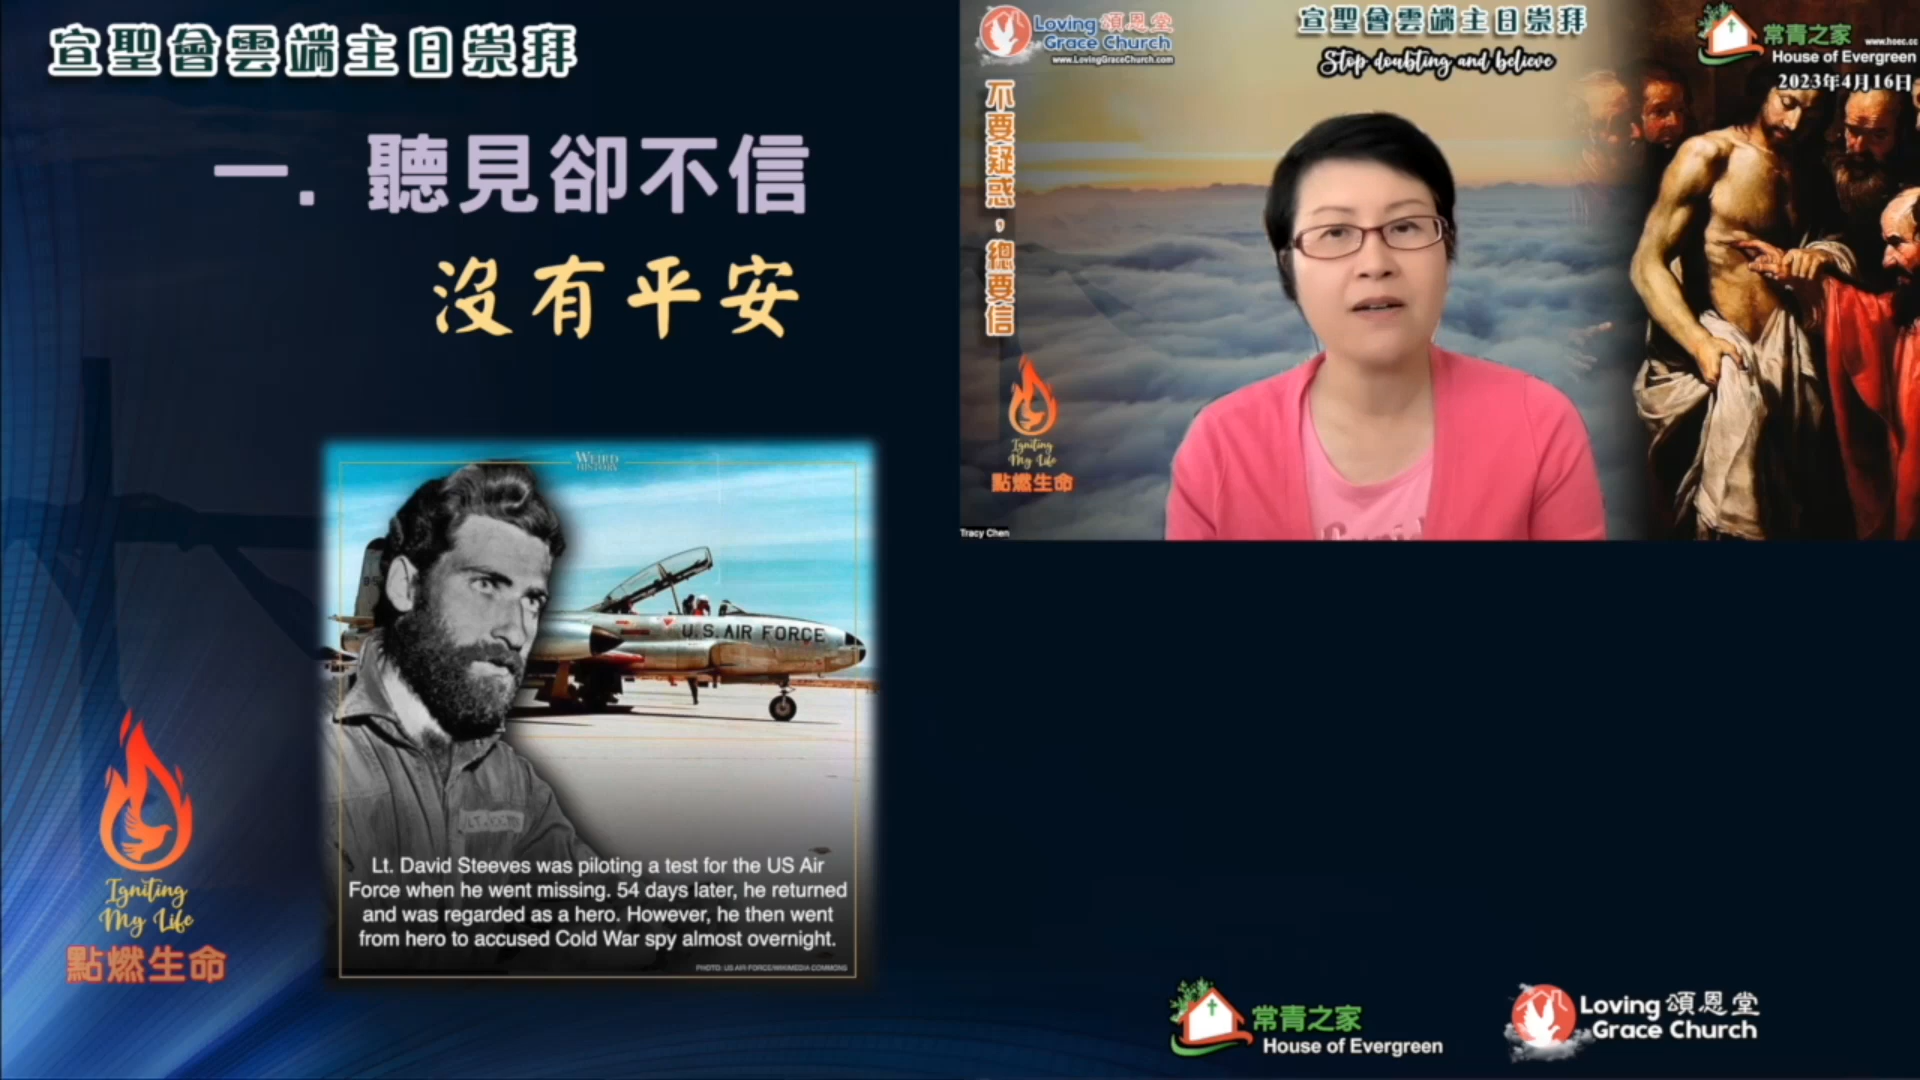 宣聖會雲端主日崇拜
一. 聽見卻不信
沒有平安
WEIRD
HISTORY
U.S. AIR FORCE
Lt. David Steeves was piloting a test for the US Air
Force when he went missing. 54 days later, he returned
and was regarded as a hero. However, he then went
from hero to accused Cold War spy almost overnight.
PHOTO: US AIR FORCE/WIKIMEDIA COMMONS
Igniting
My Life
點燃生命
Loving 頌恩堂
Grace Church
www.LovingGraceChurch.com
宣聖會雲端主日崇拜
Stop doubting and believe
常青之家 www.hoec.cc
House of Evergreen
2023年4月16日
不要疑惑，總要信
Igniting
My Life
點燃生命
Tracy Chen
常青之家
House of Evergreen
Loving 頌恩堂
Grace Church